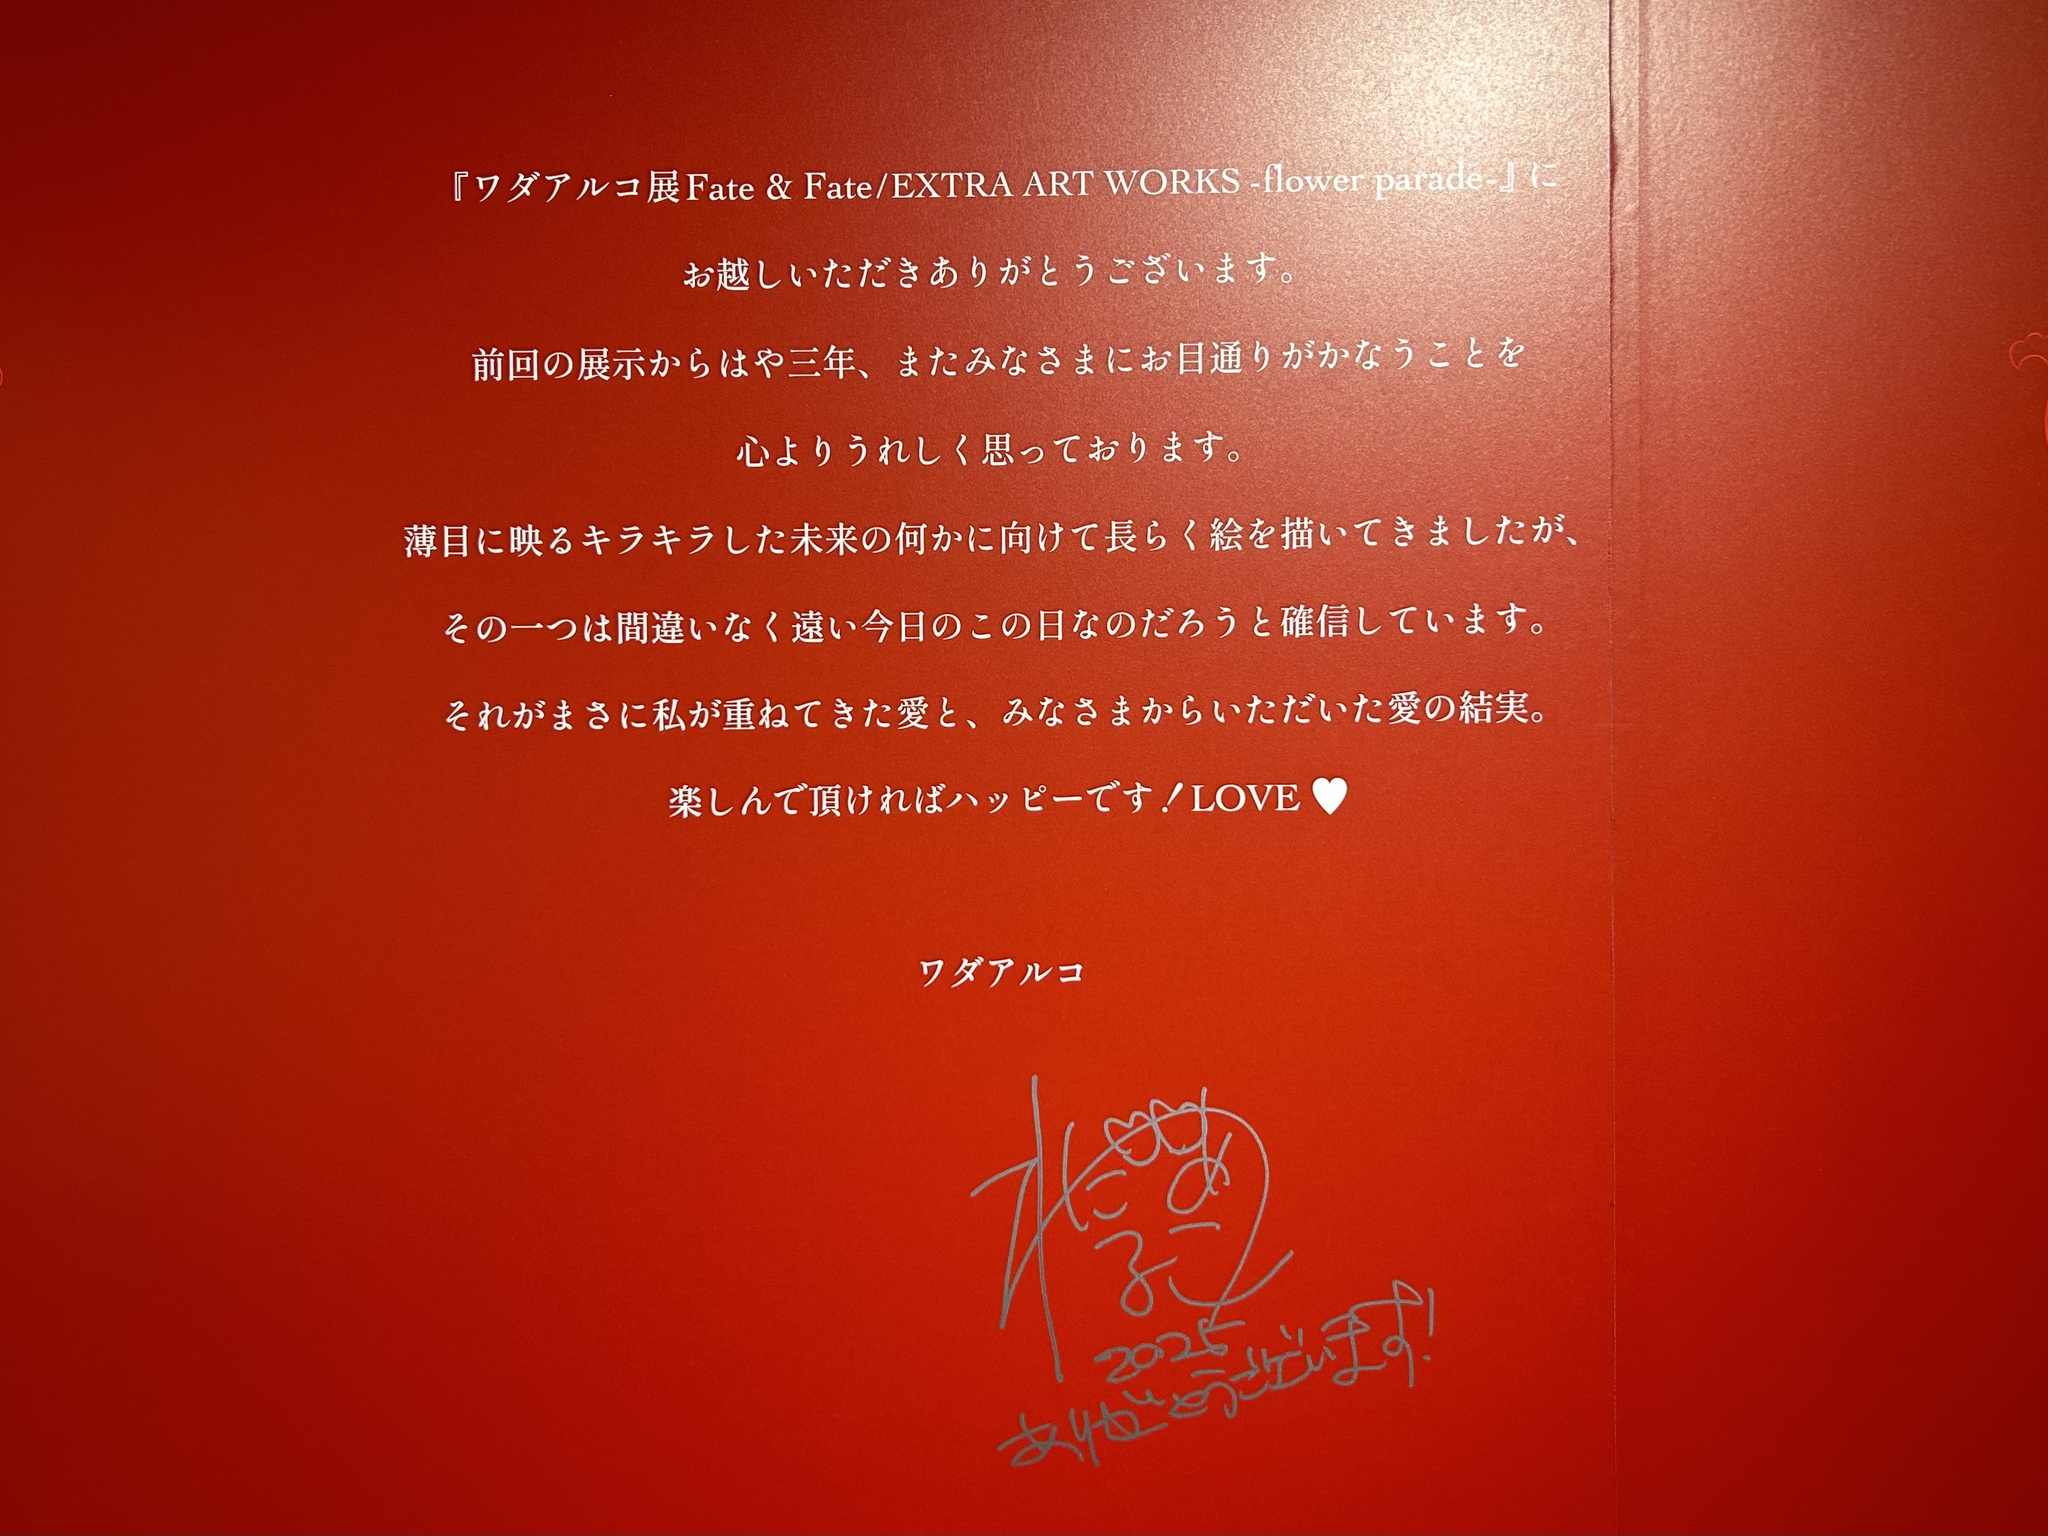 『ワダアルコ展Fate & Fate/EXTRA ART WORKS -flower parade-』に
お越しいただきありがとうございます。
前回の展示からはや三年、またみなさまにお目通りがかなうことを
心よりうれしく思っております。
薄目に映るキラキラした未来の何かに向けて長らく絵を描いてきましたが、
その一つは間違いなく遠い今日のこの日なのだろうと確信しています。
それがまさに私が重ねてきた愛と、みなさまからいただいた愛の結実。
楽しんで頂ければハッピーです！LOVE ♥
ワダアルコ
2025
ありがとうございます!